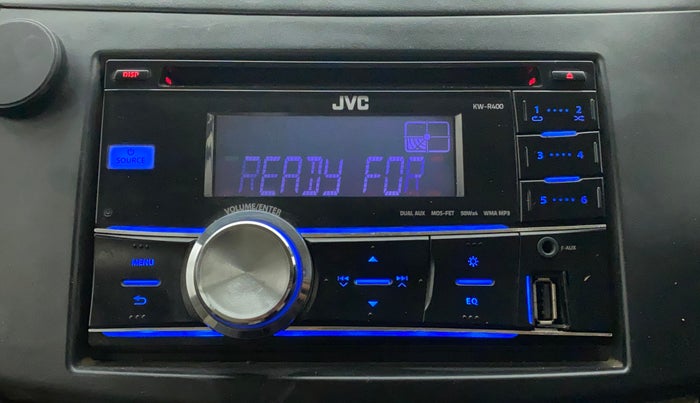 DISP
JVC
KW-R400
1 2
SOURCE
3 4
READY FOR
5 6
VOLUME/ENTER
DUAL AUX MOS-FET 50Wx4 WMA MP3
F-AUX
MENU
EQ